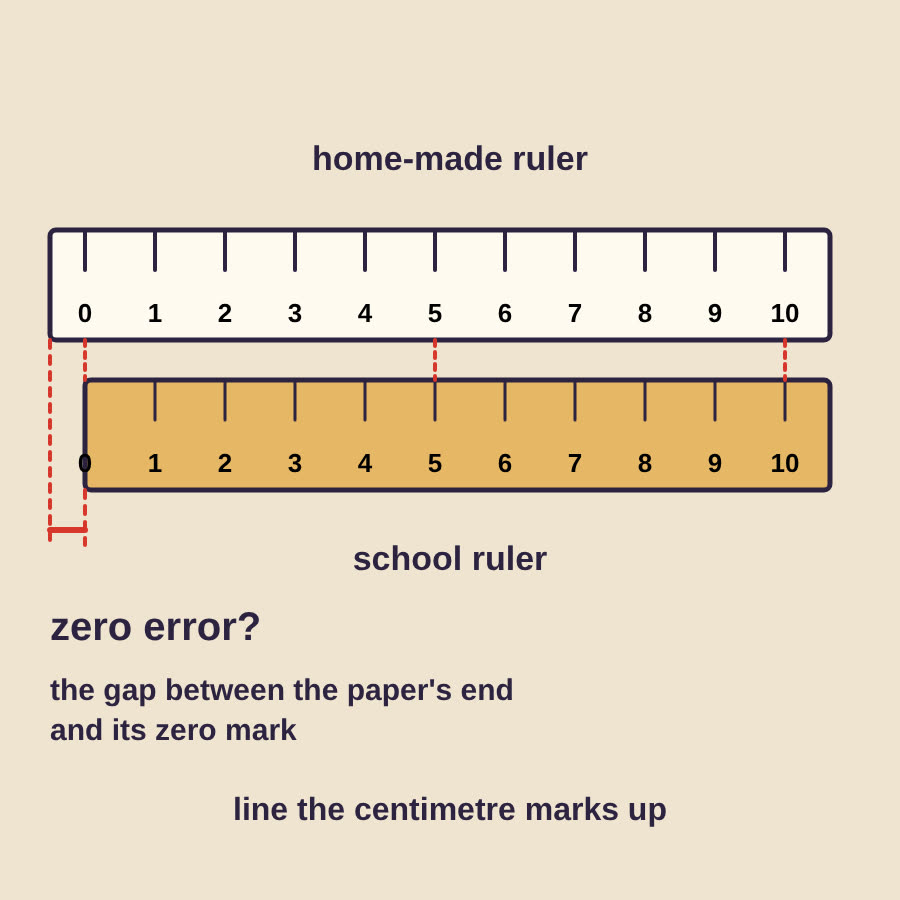 home-made ruler
0 1 2 3 4 5 6 7 8 9 10
0 1 2 3 4 5 6 7 8 9 10
school ruler
zero error?
the gap between the paper's end
and its zero mark
line the centimetre marks up